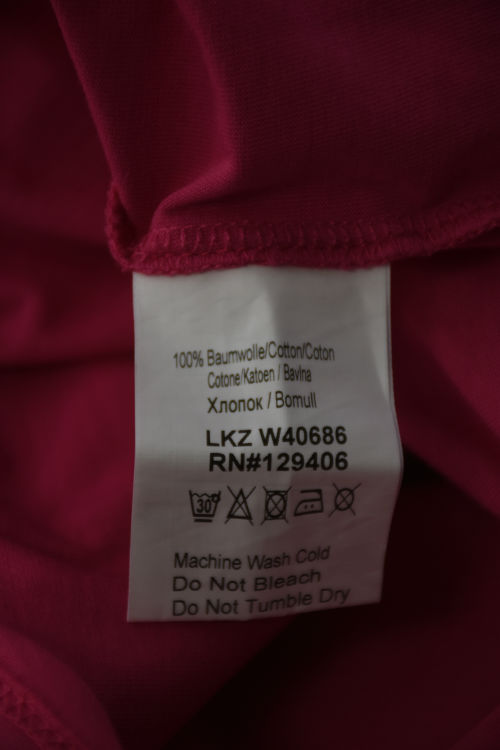 100% Baumwolle/Cotton/Coton
Cotone/Katoen / Bavlna
Хлопок / Bomull
LKZ W40686
RN#129406
30°
Machine Wash Cold
Do Not Bleach
Do Not Tumble Dry